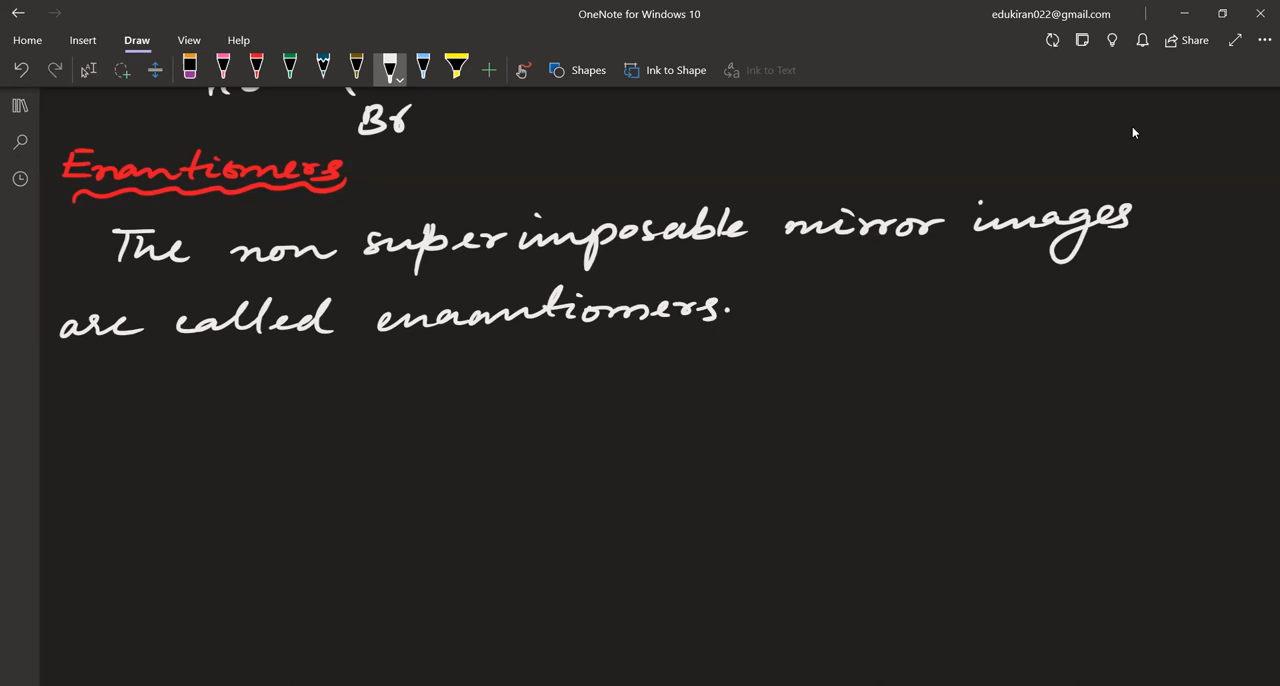 OneNote for Windows 10
edukiran022@gmail.com
Home Insert Draw View Help
Share
Shapes Ink to Shape Ink to Text
Br
Enantiomers
The non superimposable mirror images
are called enaantiomers.